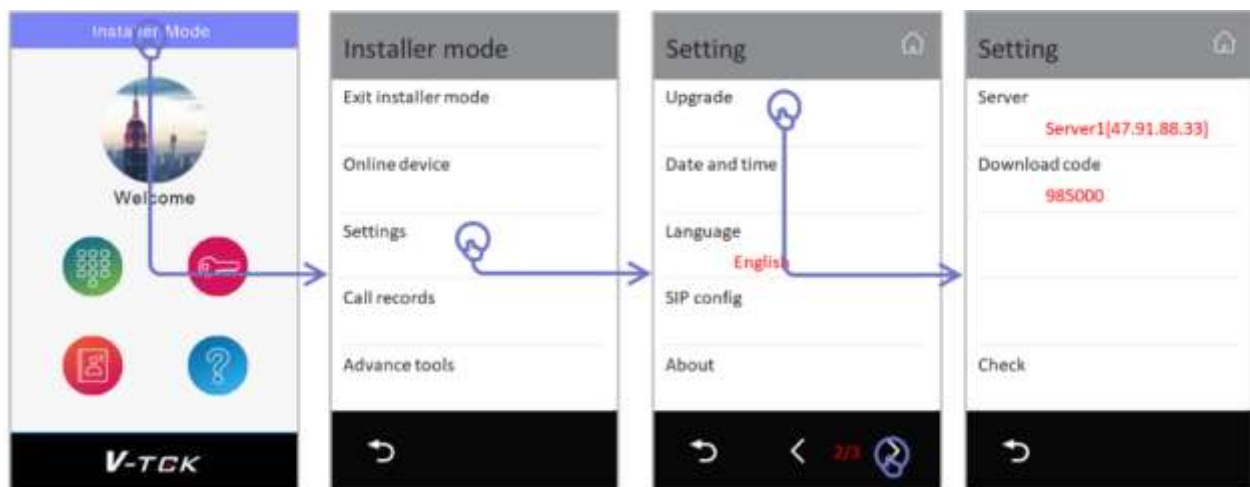 Installer Mode
Welcome
V-TEK
Installer mode
Exit installer mode
Online device
Settings
Call records
Advance tools
Setting
Upgrade
Date and time
Language
English
SIP config
About
2/3
Setting
Server
Server1[47.91.88.33]
Download code
985000
Check